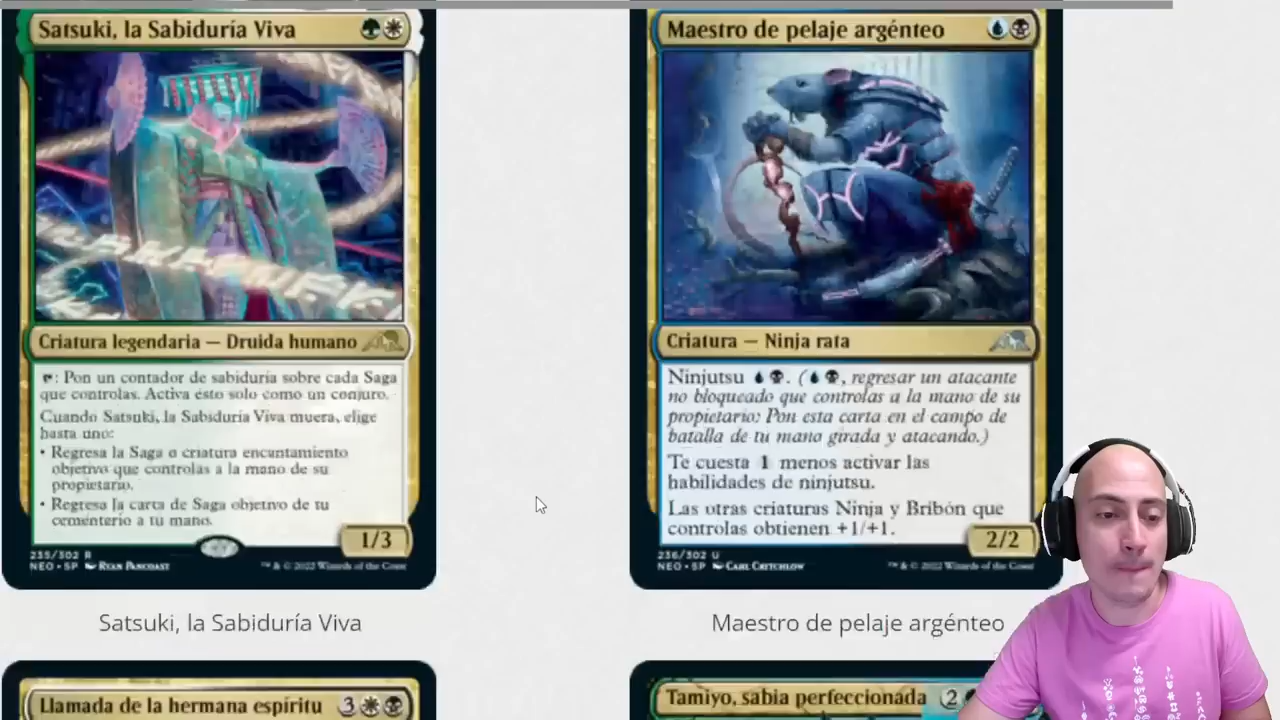 Satsuki, la Sabiduría Viva
Criatura legendaria — Druida humano
: Pon un contador de sabiduría sobre cada Saga
que controlas. Activa esto solo como un conjuro.
Cuando Satsuki, la Sabiduría Viva muera, elige
hasta uno:
• Regresa la Saga o criatura encantamiento
objetivo que controlas a la mano de su
propietario.
• Regresa la carta de Saga objetivo de tu
cementerio a tu mano.
1/3
235/302 R
NEO • SP RYAN PANCOAST
™ & © 2022 Wizards of the Coast
Satsuki, la Sabiduría Viva
Maestro de pelaje argénteo
Criatura — Ninja rata
Ninjutsu . ( , regresar un atacante
no bloqueado que controlas a la mano de su
propietario: Pon esta carta en el campo de
batalla de tu mano girada y atacando.)
Te cuesta 1 menos activar las
habilidades de ninjutsu.
Las otras criaturas Ninja y Bribón que
controlas obtienen +1/+1.
2/2
236/302 U
NEO • SP CARL CRITCHLOW
™ & © 2022 Wizards of the Coast
Maestro de pelaje argénteo
Llamada de la hermana espíritu 3
Tamiyo, sabia perfeccionada 2